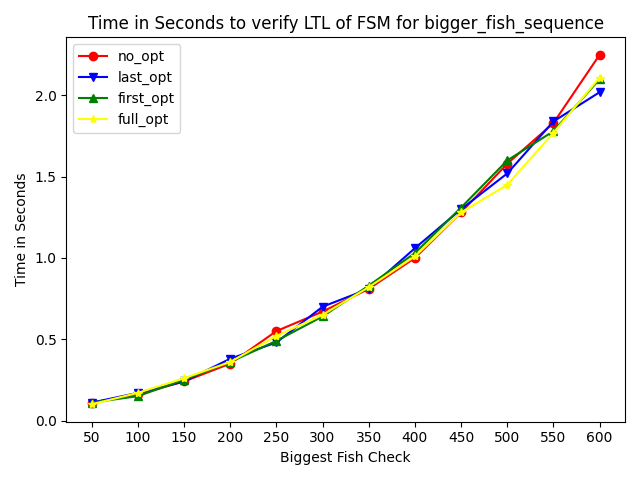 Time in Seconds to verify LTL of FSM for bigger_fish_sequence
no_opt
last_opt
first_opt
full_opt
Time in Seconds
2.0
1.5
1.0
0.5
0.0
50 100 150 200 250 300 350 400 450 500 550 600
Biggest Fish Check